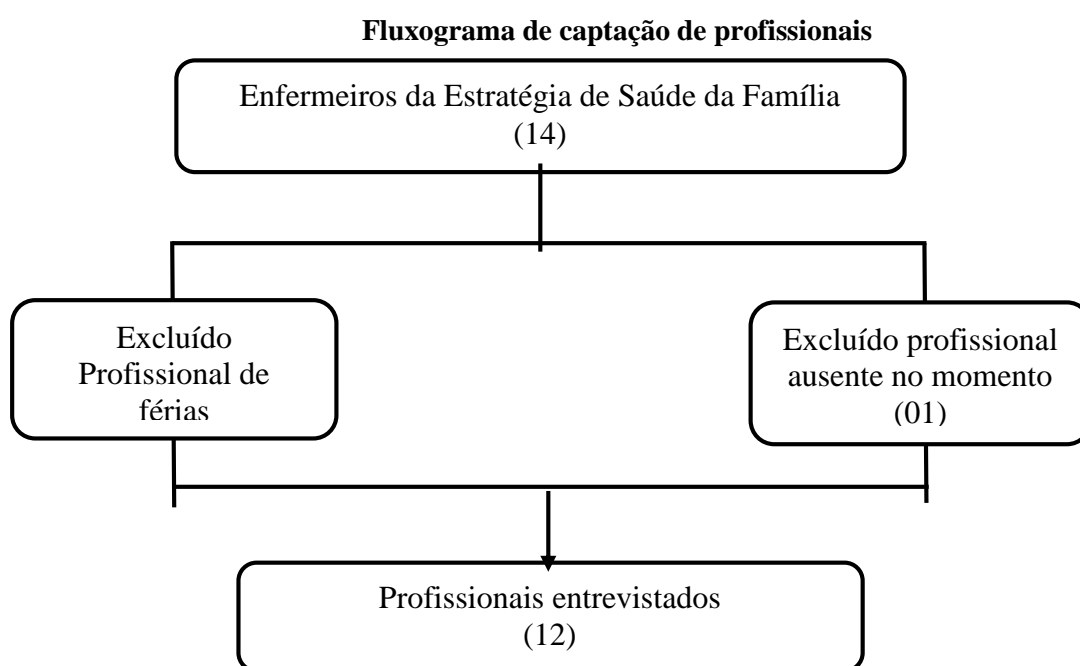 Fluxograma de captação de profissionais
Enfermeiros da Estratégia de Saúde da Família
(14)
Excluído
Profissional de
férias
Excluído profissional
ausente no momento
(01)
Profissionais entrevistados
(12)